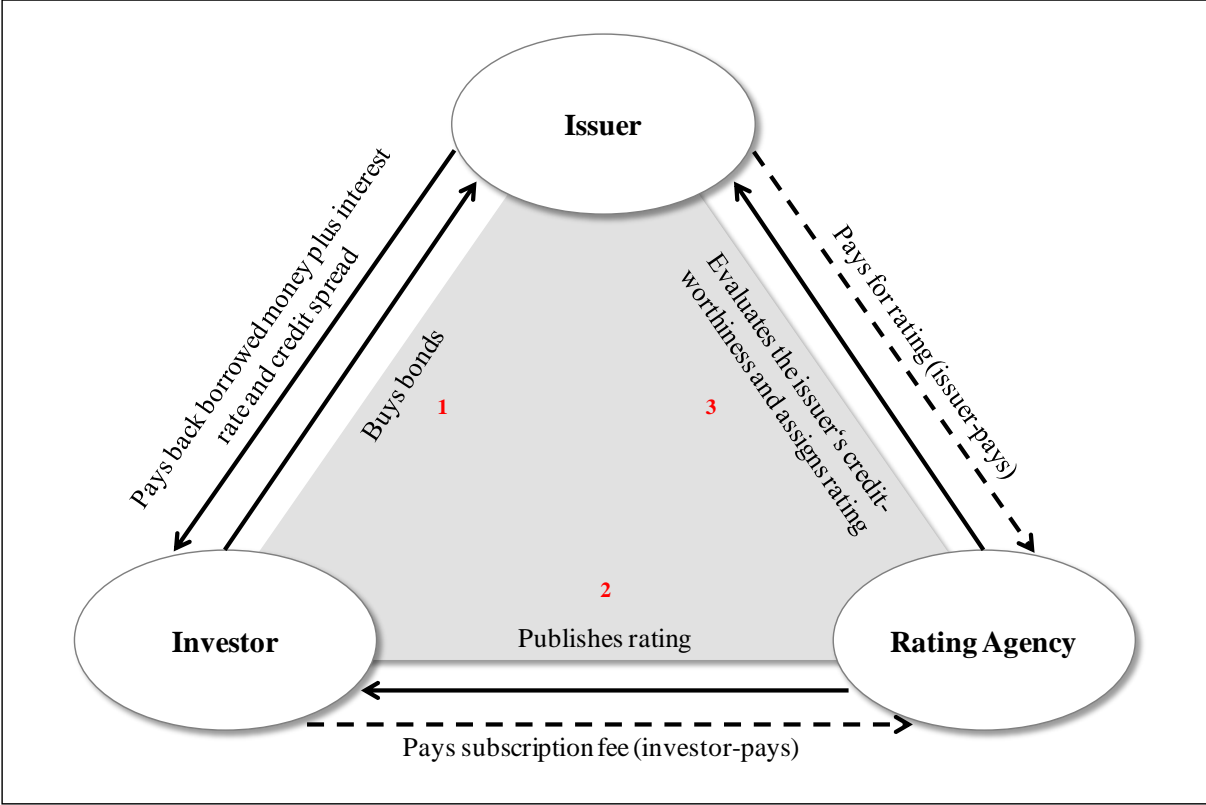 Issuer
Pays back borrowed money plus interest
rate and credit spread
Buys bonds
1
3
Evaluates the issuer‘s credit-
worthiness and assigns rating
Pays for rating (issuer-pays)
2
Investor
Publishes rating
Rating Agency
Pays subscription fee (investor-pays)